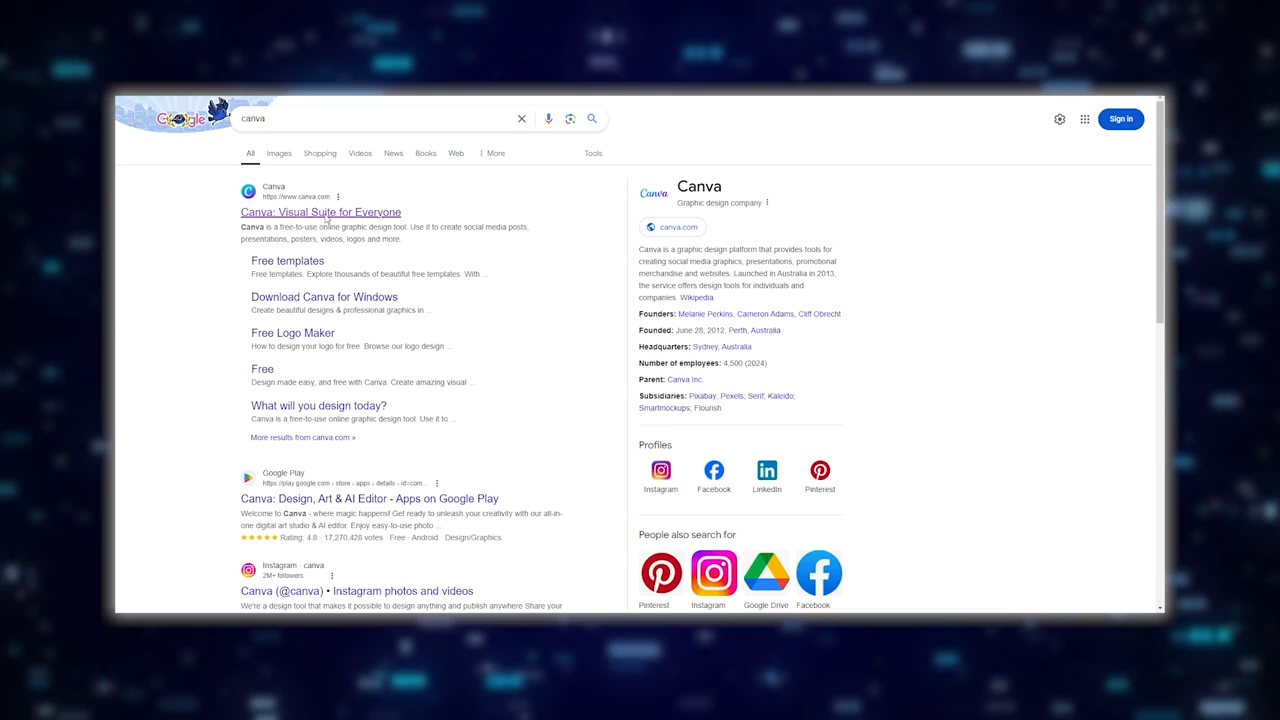 Google
canva
Sign in
All
Images
Shopping
Videos
News
Books
Web
More
Tools
Canva
https://www.canva.com
Canva: Visual Suite for Everyone
Canva is a free-to-use online graphic design tool. Use it to create social media posts,
presentations, posters, videos, logos and more.
Free templates
Free templates. Explore thousands of beautiful free templates. With ...
Download Canva for Windows
Create beautiful designs & professional graphics in ...
Free Logo Maker
How to design your logo for free. Browse our logo design ...
Free
Design made easy, and free with Canva. Create amazing visual ...
What will you design today?
Canva is a free-to-use online graphic design tool. Use it to ...
More results from canva.com »
Google Play
https://play.google.com › store › apps › details › id=com...
Canva: Design, Art & AI Editor - Apps on Google Play
Welcome to Canva - where magic happens! Get ready to unleash your creativity with our all-in-
one digital art studio & AI editor. Enjoy easy-to-use photo ...
Rating: 4.8 · 17,270,428 votes · Free · Android · Design/Graphics
Instagram · canva
2M+ followers
Canva (@canva) • Instagram photos and videos
We're a design tool that makes it possible to design anything and publish anywhere Share your
Canva
Canva
Graphic design company
canva.com
Canva is a graphic design platform that provides tools for
creating social media graphics, presentations, promotional
merchandise and websites. Launched in Australia in 2013,
the service offers design tools for individuals and
companies. Wikipedia
Founders: Melanie Perkins, Cameron Adams, Cliff Obrecht
Founded: June 28, 2012, Perth, Australia
Headquarters: Sydney, Australia
Number of employees: 4,500 (2024)
Parent: Canva Inc.
Subsidiaries: Pixabay, Pexels, Serif, Kaleido,
Smartmockups, Flourish
Profiles
Instagram
Facebook
LinkedIn
Pinterest
People also search for
Pinterest
Instagram
Google Drive
Facebook